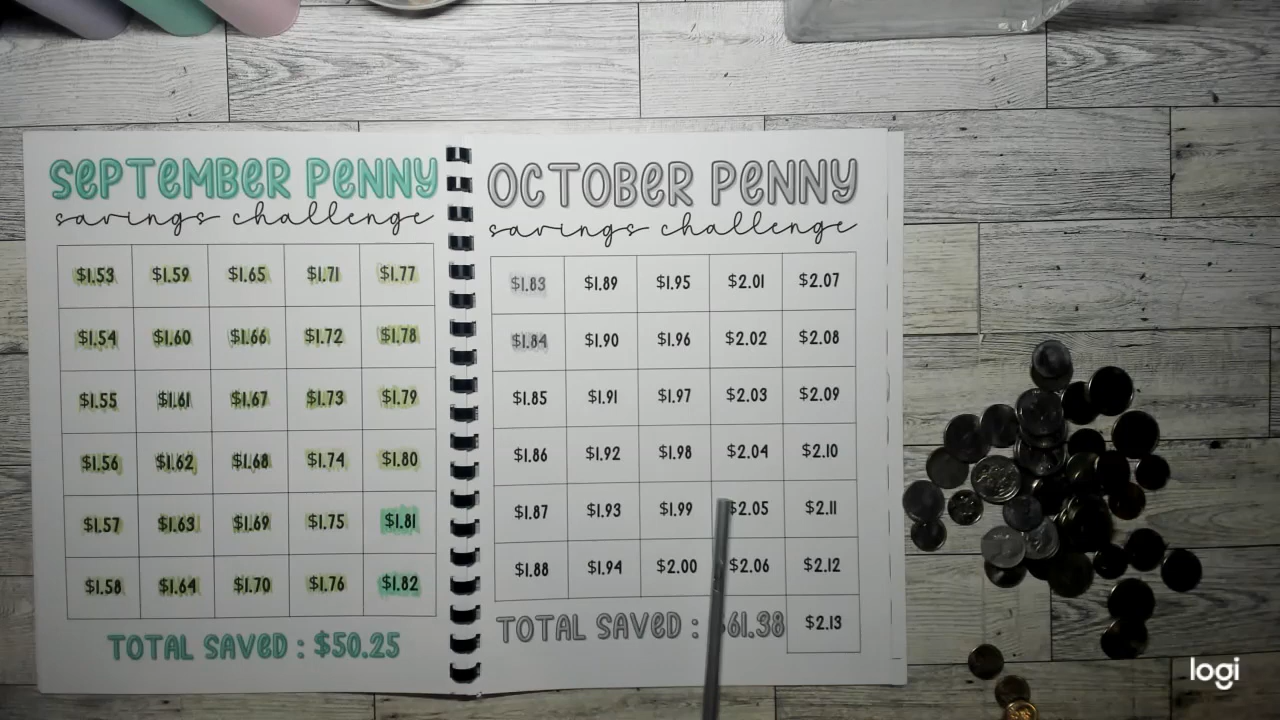 SEPTEMBER PENNY
savings challenge
$1.53 $1.59 $1.65 $1.71 $1.77
$1.54 $1.60 $1.66 $1.72 $1.78
$1.55 $1.61 $1.67 $1.73 $1.79
$1.56 $1.62 $1.68 $1.74 $1.80
$1.57 $1.63 $1.69 $1.75 $1.81
$1.58 $1.64 $1.70 $1.76 $1.82
TOTAL SAVED : $50.25
OCTOBER PENNY
savings challenge
$1.83 $1.89 $1.95 $2.01 $2.07
$1.84 $1.90 $1.96 $2.02 $2.08
$1.85 $1.91 $1.97 $2.03 $2.09
$1.86 $1.92 $1.98 $2.04 $2.10
$1.87 $1.93 $1.99 $2.05 $2.11
$1.88 $1.94 $2.00 $2.06 $2.12
TOTAL SAVED : $61.38 $2.13
logi